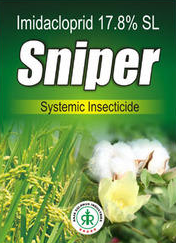 Imidacloprid 17.8% SL
Sniper
Systemic Insecticide